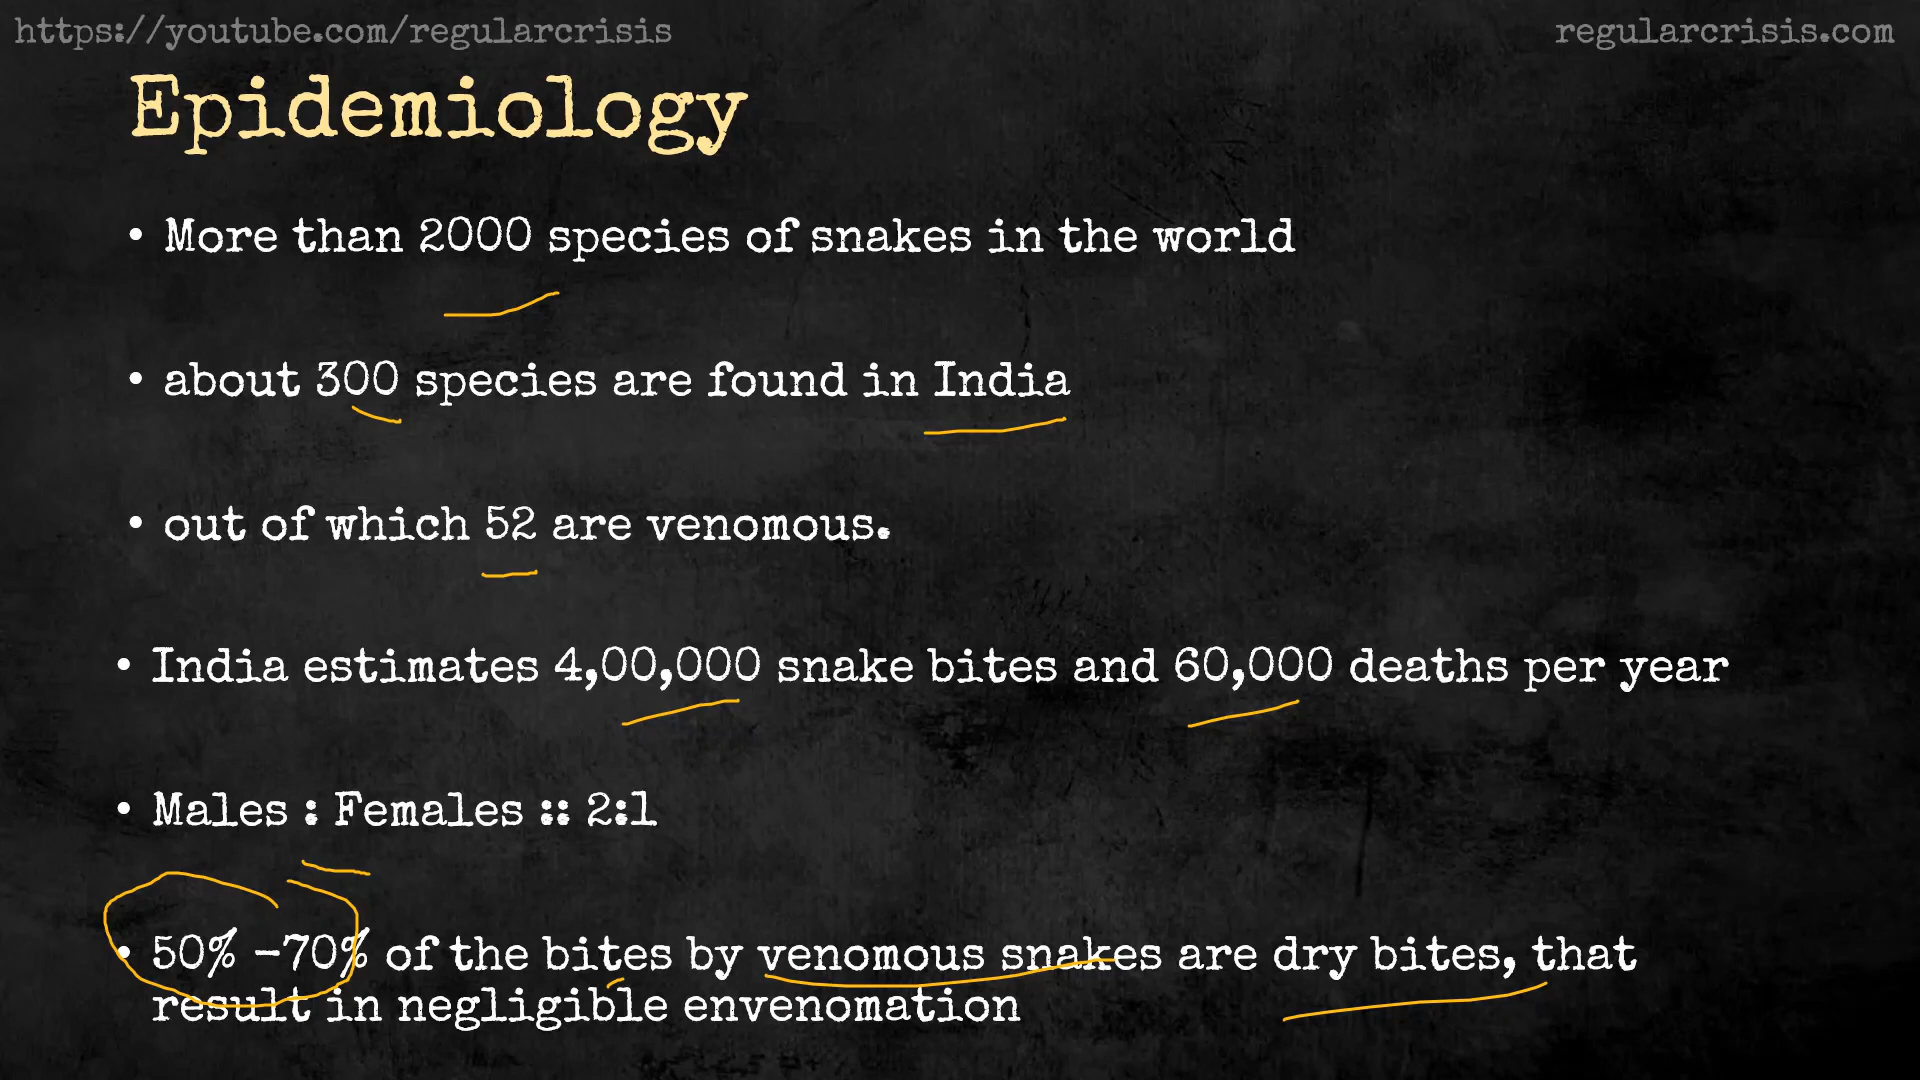 https://youtube.com/regularcrisis
regularcrisis.com
Epidemiology
• More than 2000 species of snakes in the world
• about 300 species are found in India
• out of which 52 are venomous.
• India estimates 4,00,000 snake bites and 60,000 deaths per year
• Males : Females :: 2:1
• 50% -70% of the bites by venomous snakes are dry bites, that
result in negligible envenomation